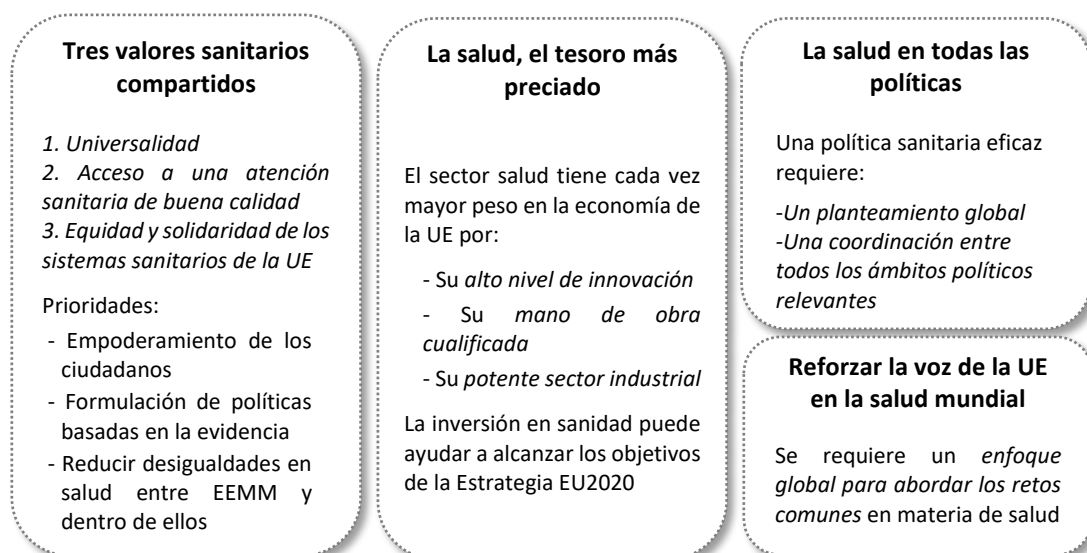 Tres valores sanitarios
compartidos
1. Universalidad
2. Acceso a una atención
sanitaria de buena calidad
3. Equidad y solidaridad de los
sistemas sanitarios de la UE
Prioridades:
- Empoderamiento de los
ciudadanos
- Formulación de políticas
basadas en la evidencia
- Reducir desigualdades en
salud entre EEMM y
dentro de ellos
La salud, el tesoro más
preciado
El sector salud tiene cada vez
mayor peso en la economía de
la UE por:
- Su alto nivel de innovación
- Su mano de obra
cualificada
- Su potente sector industrial
La inversión en sanidad puede
ayudar a alcanzar los objetivos
de la Estrategia EU2020
La salud en todas las
políticas
Una política sanitaria eficaz
requiere:
-Un planteamiento global
-Una coordinación entre
todos los ámbitos políticos
relevantes
Reforzar la voz de la UE
en la salud mundial
Se requiere un enfoque
global para abordar los retos
comunes en materia de salud